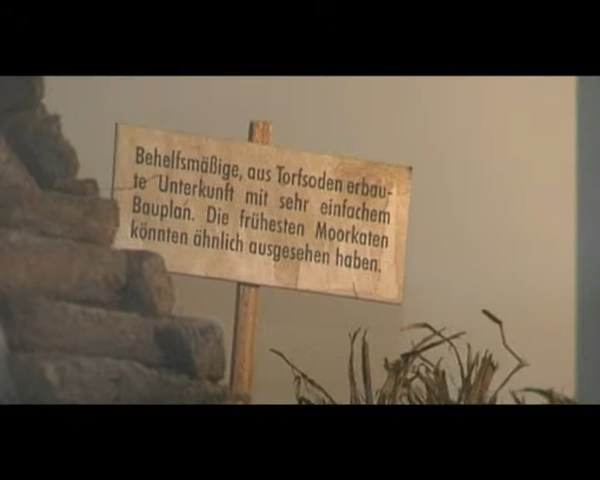 Behelfsmäßige, aus Torfsoden erbau-
te Unterkunft mit sehr einfachem
Bauplan. Die frühesten Moorkaten
könnten ähnlich ausgesehen haben.